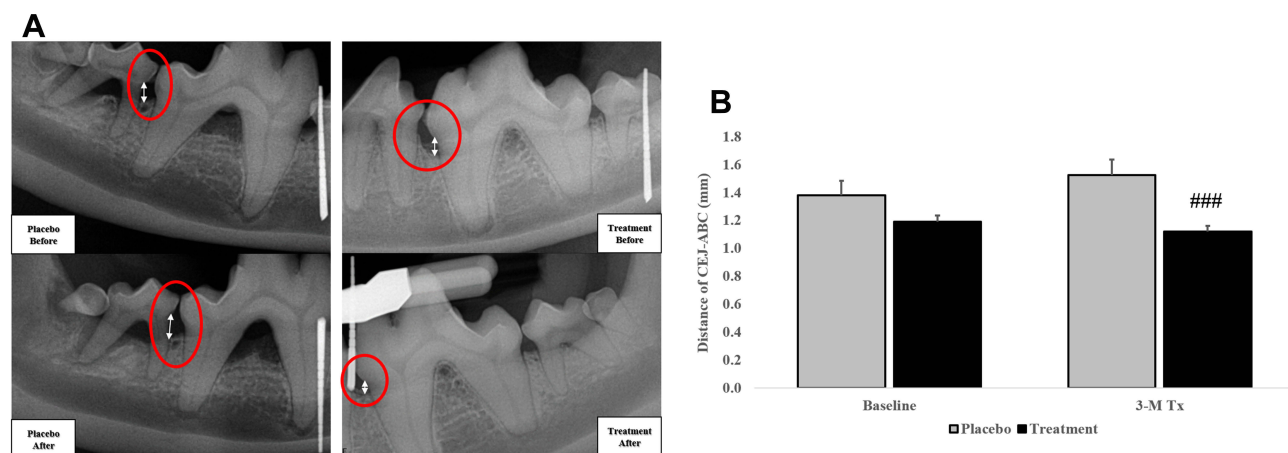 A
Placebo
Before
Treatment
Before
Placebo
After
Treatment
After
B
Distance of CEJ-ABC (mm)
1.8
1.6
1.4
1.2
1.0
0.8
0.6
0.4
0.2
0.0
###
Baseline
3-M Tx
Placebo
Treatment